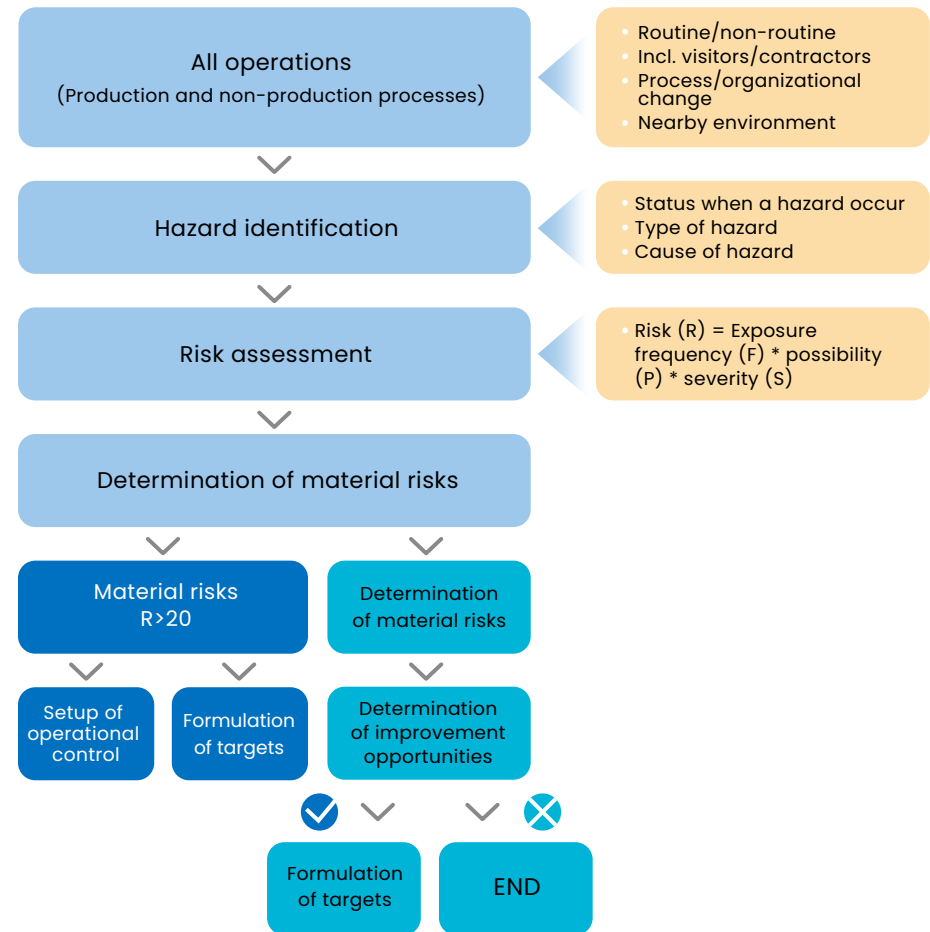 All operations
(Production and non-production processes)
Routine/non-routine
Incl. visitors/contractors
Process/organizational
change
Nearby environment
Hazard identification
Status when a hazard occur
Type of hazard
Cause of hazard
Risk assessment
Risk (R) = Exposure
frequency (F) * possibility
(P) * severity (S)
Determination of material risks
Material risks
R>20
Determination
of material risks
Setup of
operational
control
Formulation
of targets
Determination
of improvement
opportunities
Formulation
of targets
END